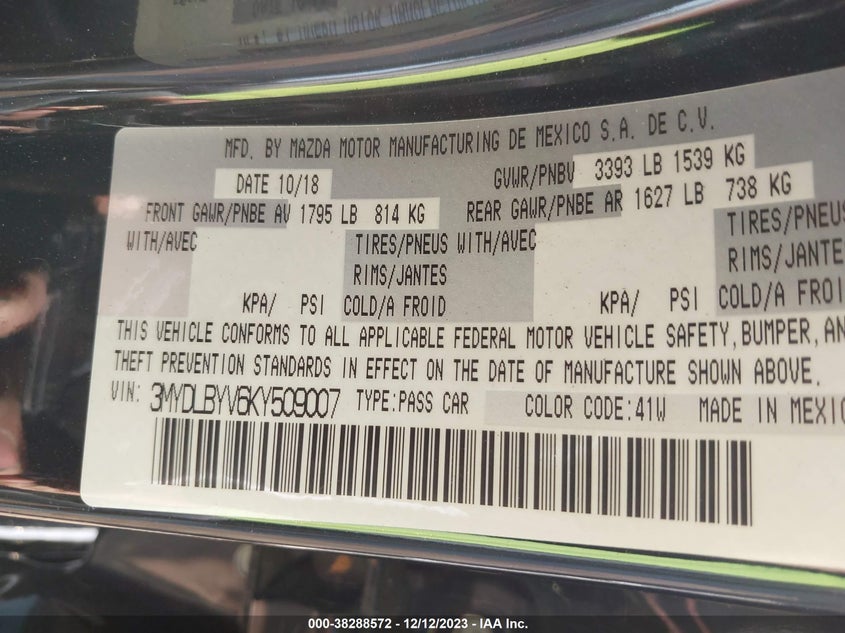 MFD. BY MAZDA MOTOR MANUFACTURING DE MEXICO S.A. DE C.V.
DATE 10/18 GVWR/PNBV 3393 LB 1539 KG
FRONT GAWR/PNBE AV 1795 LB 814 KG REAR GAWR/PNBE AR 1627 LB 738 KG
WITH/AVEC TIRES/PNEUS WITH/AVEC TIRES/PNEUS
RIMS/JANTES RIMS/JANTE
KPA/ PSI COLD/A FROID KPA/ PSI COLD/A FROI
THIS VEHICLE CONFORMS TO ALL APPLICABLE FEDERAL MOTOR VEHICLE SAFETY, BUMPER, AN
THEFT PREVENTION STANDARDS IN EFFECT ON THE DATE OF MANUFACTURE SHOWN ABOVE.
VIN: 3MYDLBYV6KY509007 TYPE:PASS CAR COLOR CODE:41W MADE IN MEXIC
000-38288572 - 12/12/2023 - IAA Inc.